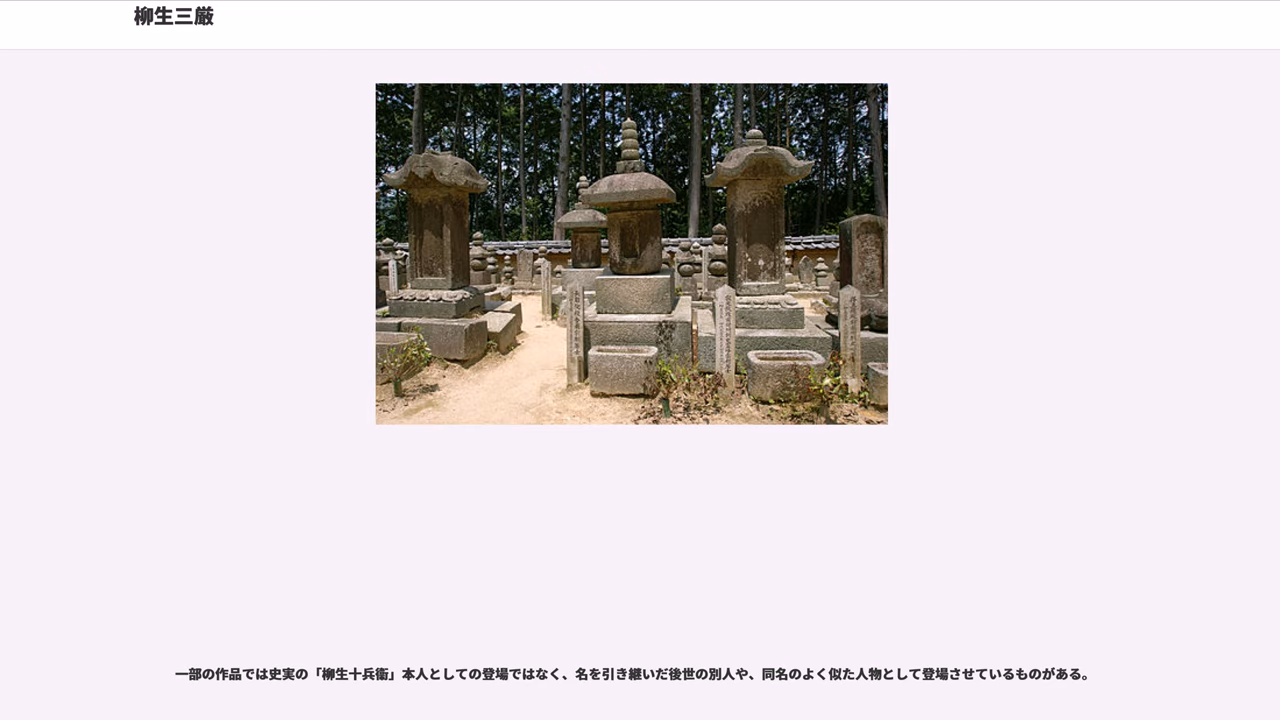 柳生三厳
一部の作品では史実の「柳生十兵衛」本人としての登場ではなく、名を引き継いだ後世の別人や、同名のよく似た人物として登場させているものがある。